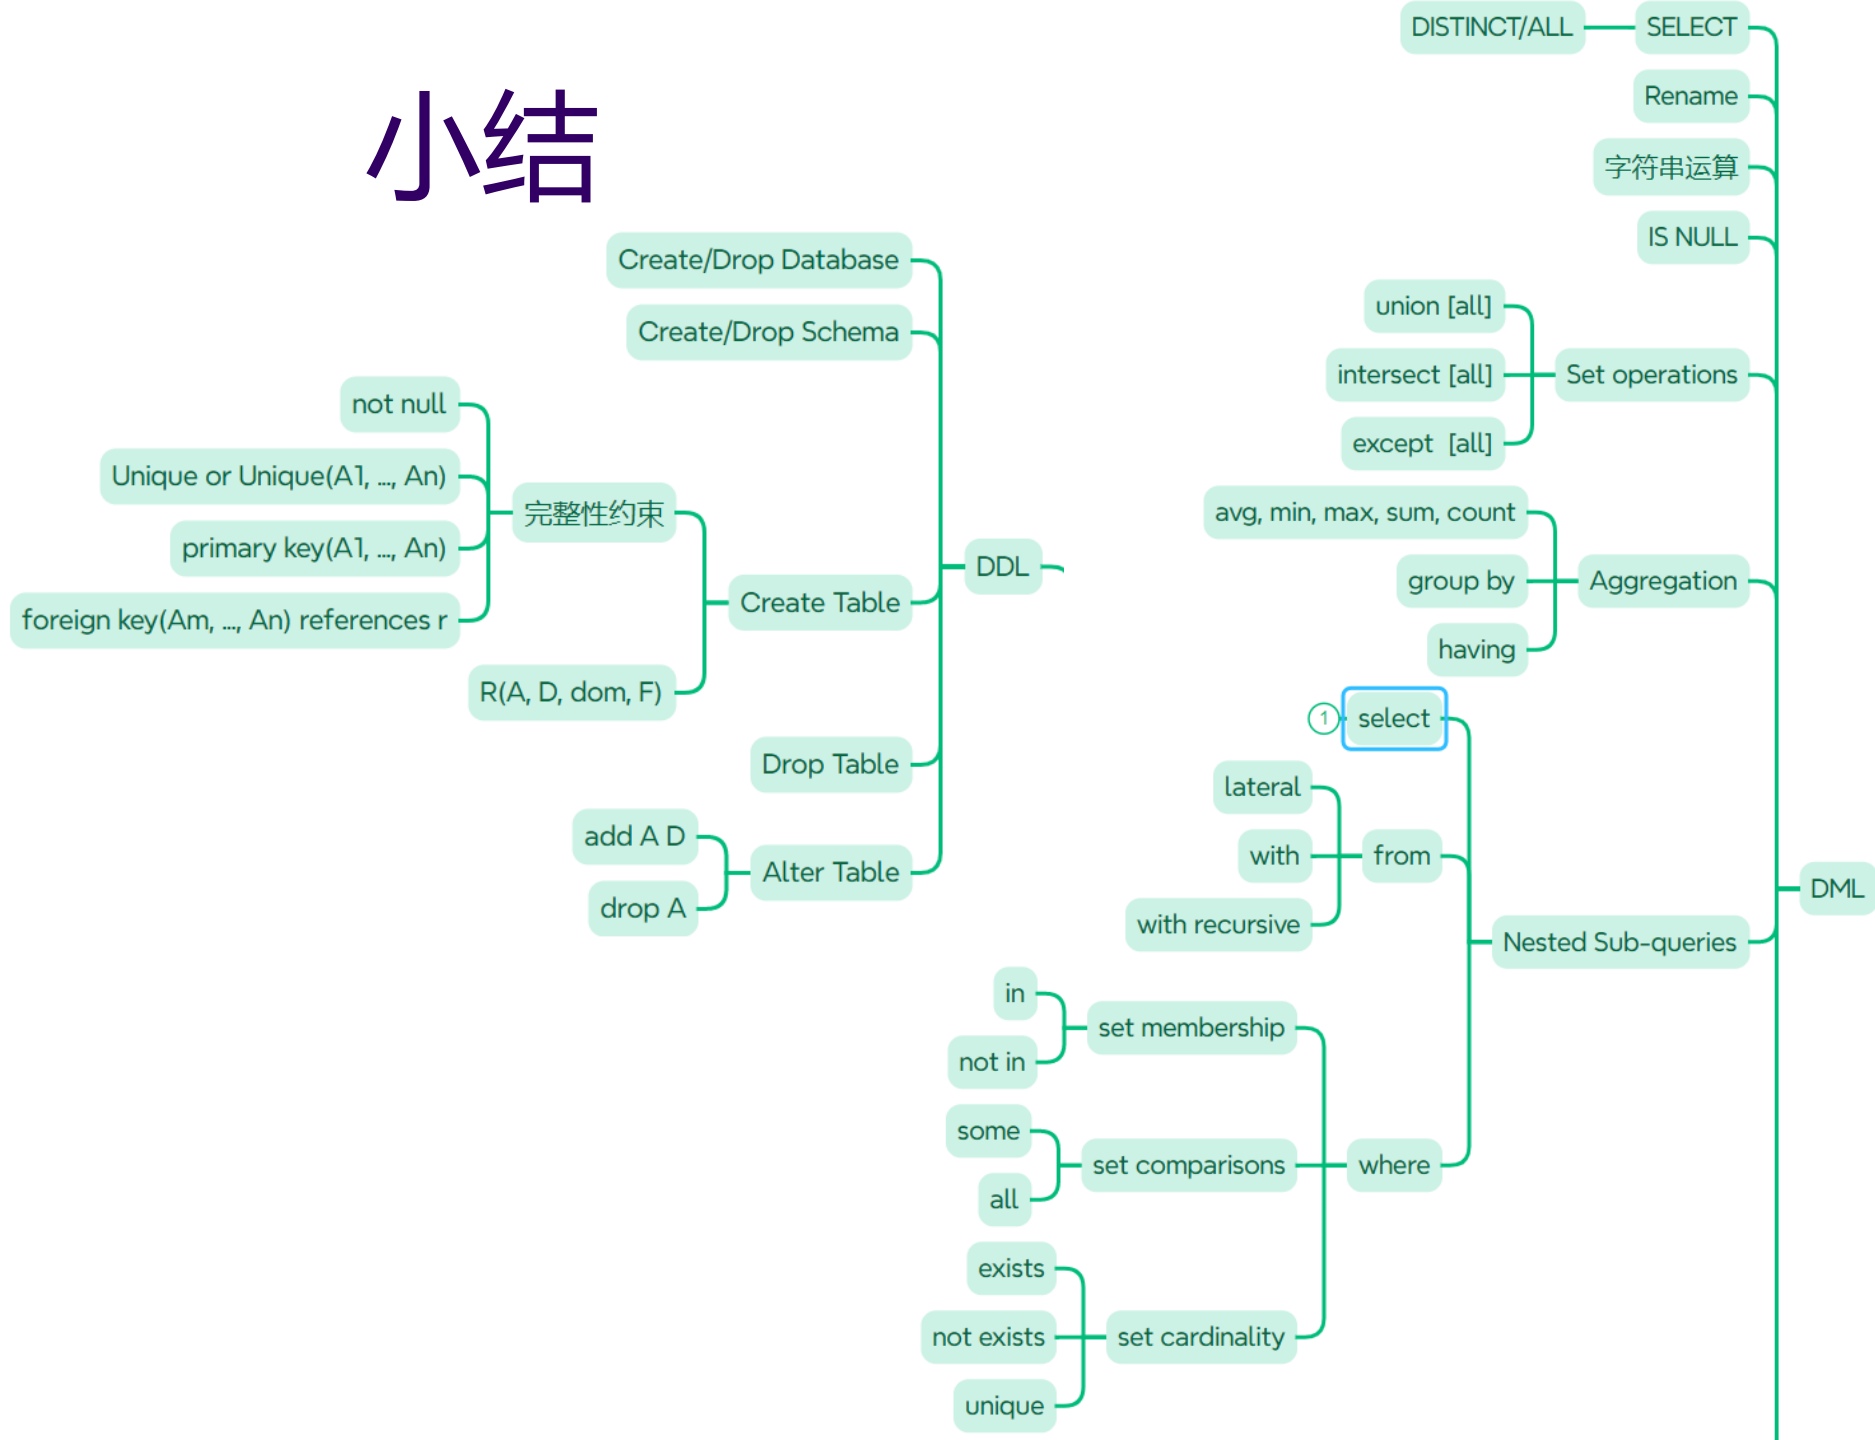 小结
Create/Drop Database
Create/Drop Schema
not null
Unique or Unique(A1, ..., An)
完整性约束
primary key(A1, ..., An)
foreign key(Am, ..., An) references r
Create Table
R(A, D, dom, F)
DDL
Drop Table
add A D
Alter Table
drop A
DISTINCT/ALL
SELECT
Rename
字符串运算
IS NULL
union [all]
intersect [all]
Set operations
except [all]
avg, min, max, sum, count
group by
Aggregation
having
1
select
lateral
with
from
with recursive
Nested Sub-queries
DML
in
set membership
not in
some
set comparisons
where
all
exists
not exists
set cardinality
unique